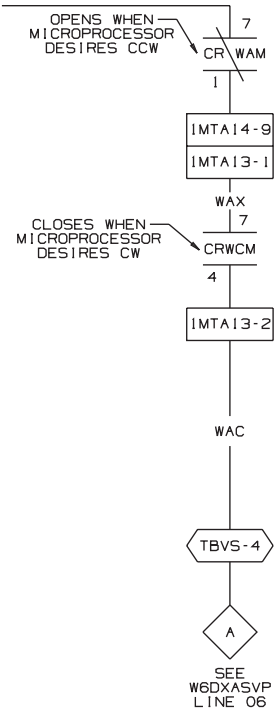 OPENS WHEN
MICROPROCESSOR
DESIRES CCW
7
CR WAM
1
1MTA14-9
1MTA13-1
WAX
7
CLOSES WHEN
MICROPROCESSOR
DESIRES CW
CRWCM
4
1MTA13-2
WAC
TBVS-4
A
SEE
W6DXASVP
LINE 06